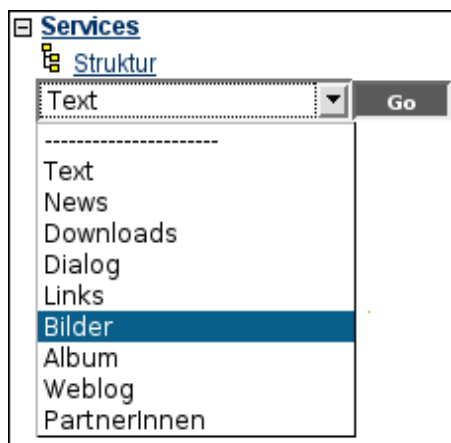 Services
Struktur
Text Go
----------------------
Text
News
Downloads
Dialog
Links
Bilder
Album
Weblog
PartnerInnen